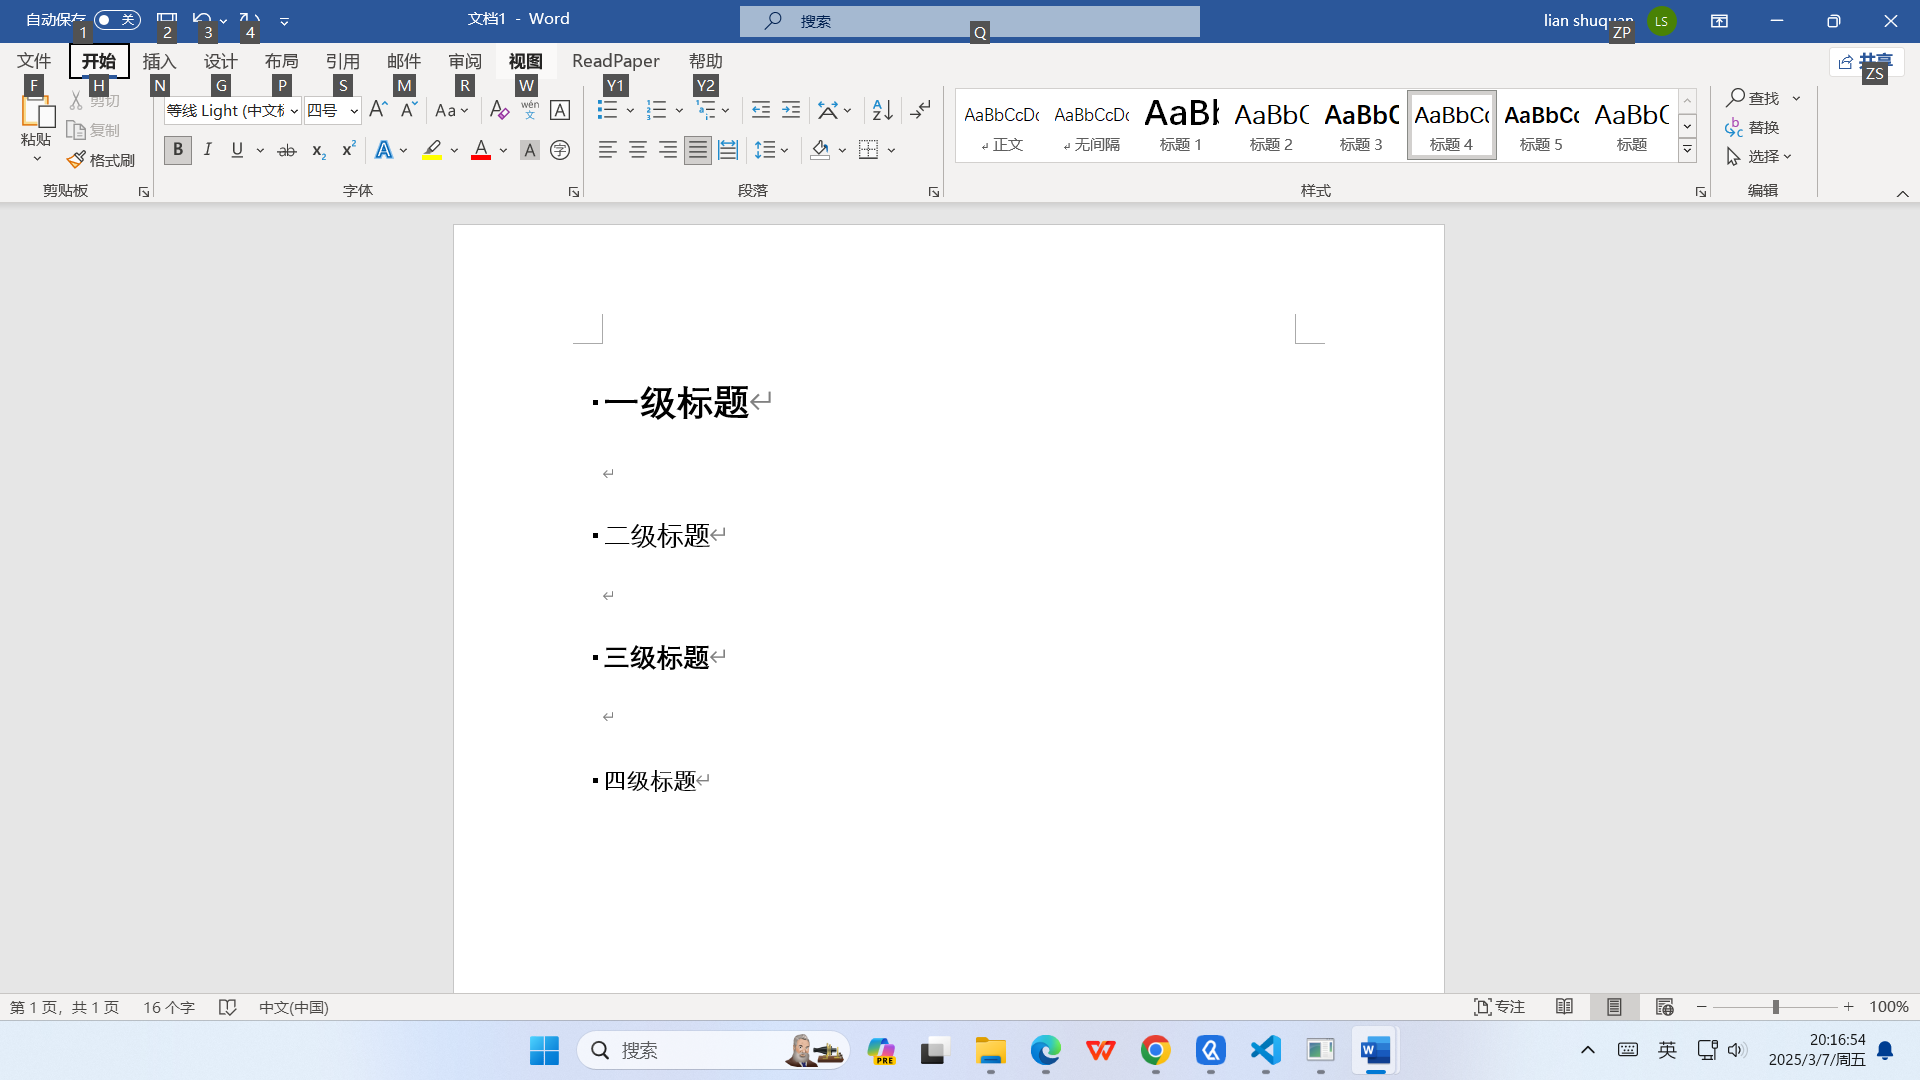 自动保存 关 文档1 - Word 搜索 lian shuquan LS
1 2 3 4 Q ZP
文件 开始 插入 设计 布局 引用 邮件 审阅 视图 ReadPaper 帮助 共享
F H N G P S M R W Y1 Y2 ZS
粘贴 剪切 复制 格式刷
等线 Light (中文标 四号
AaBbCcDc AaBbCcDc AaBb AaBbC AaBbC AaBbCc AaBbCc AaBbC
正文 无间隔 标题 1 标题 2 标题 3 标题 4 标题 5 标题
查找
替换
选择
剪贴板 字体 段落 样式 编辑
一级标题
二级标题
三级标题
四级标题
第 1 页，共 1 页 16 个字 中文(中国) 专注 100%
搜索 PRE 英 20:16:54
2025/3/7/周五